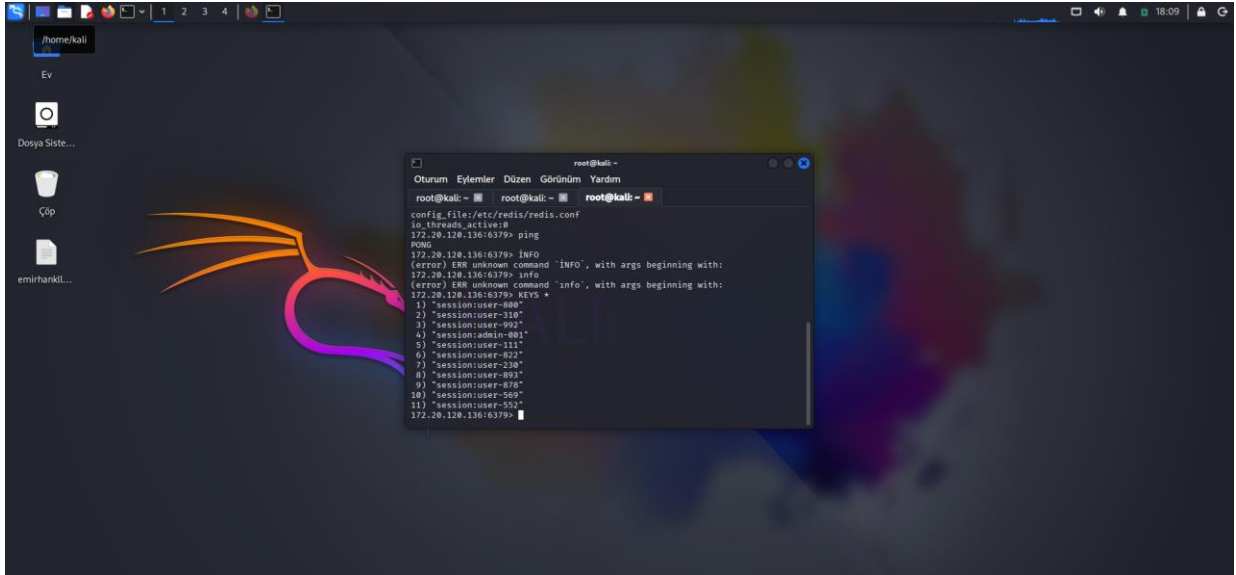 1 2 3 4
18:09
/home/kali
Ev
Dosya Siste...
Çöp
emirhankll...
root@kali: ~
Oturum Eylemler Düzen Görünüm Yardım
root@kali: ~ root@kali: ~ root@kali: ~
config_file:/etc/redis/redis.conf
io_threads_active:0
172.20.120.136:6379> ping
PONG
172.20.120.136:6379> İNFO
(error) ERR unknown command `İNFO`, with args beginning with:
172.20.120.136:6379> ınfo
(error) ERR unknown command `ınfo`, with args beginning with:
172.20.120.136:6379> KEYS *
1) "session:user-800"
2) "session:user-310"
3) "session:user-992"
4) "session:admin-001"
5) "session:user-111"
6) "session:user-822"
7) "session:user-230"
8) "session:user-893"
9) "session:user-878"
10) "session:user-569"
11) "session:user-552"
172.20.120.136:6379>